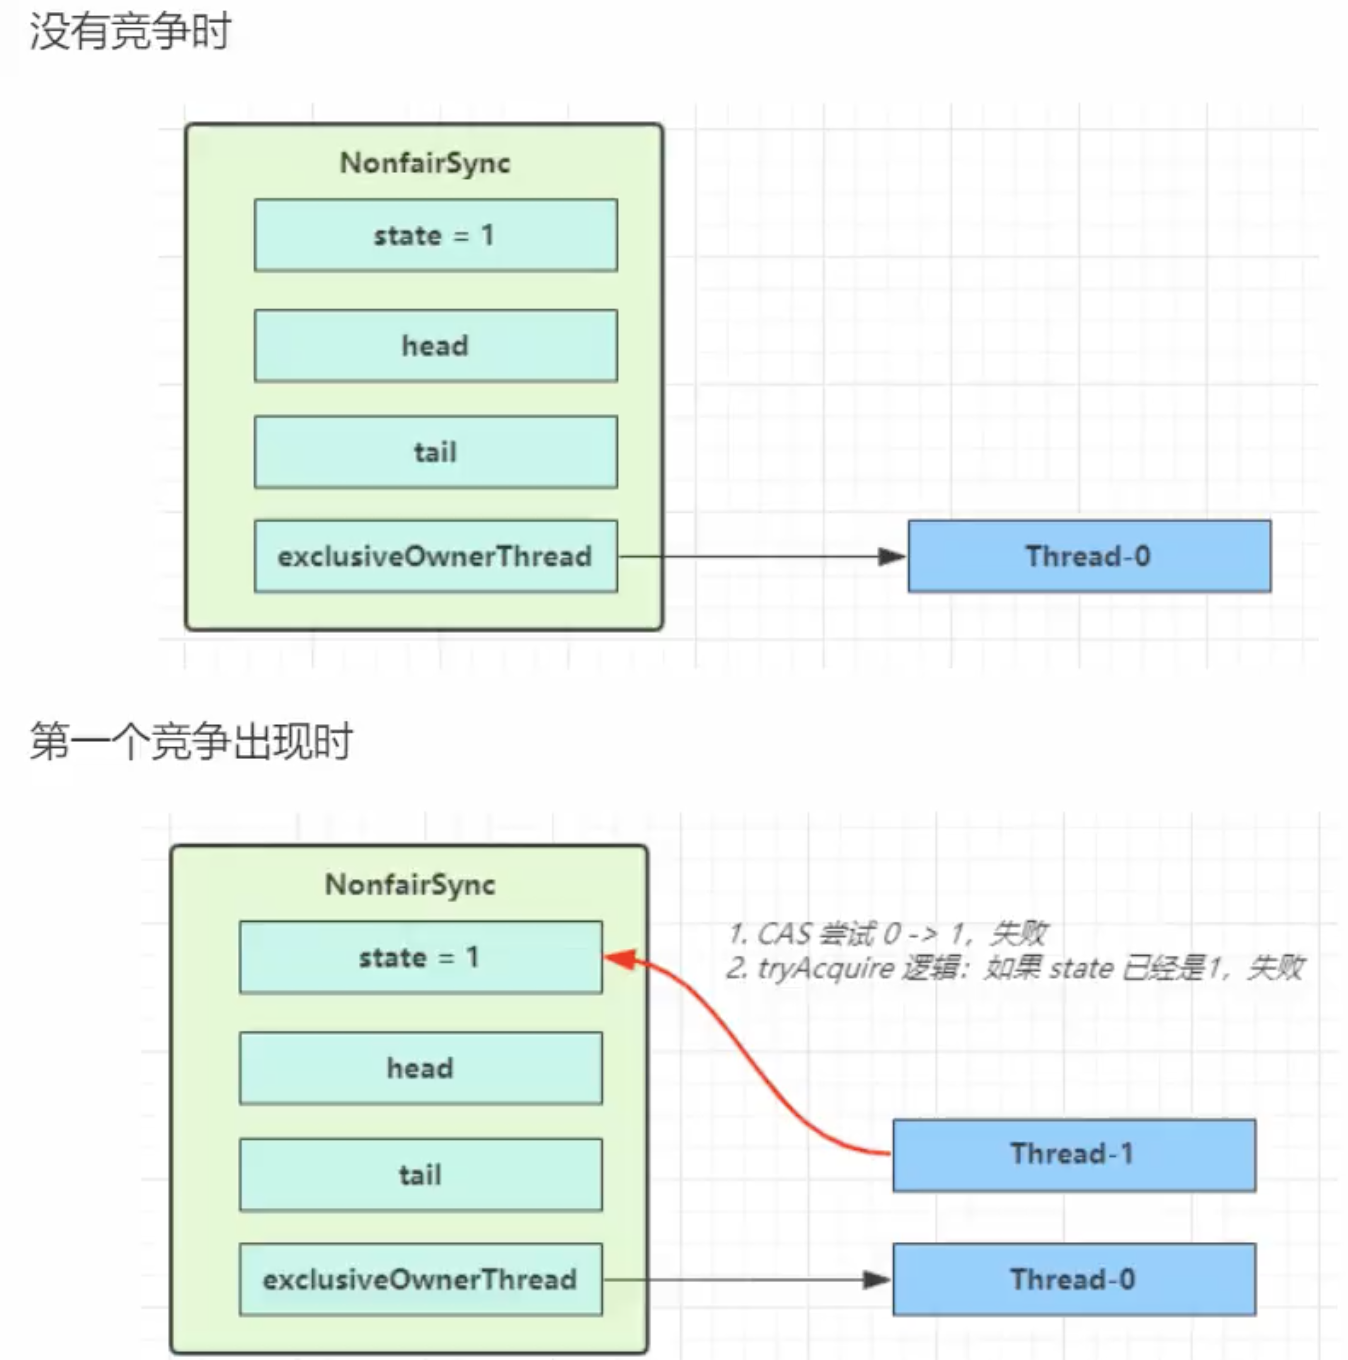 没有竞争时
NonfairSync
state = 1
head
tail
exclusiveOwnerThread
Thread-0
第一个竞争出现时
NonfairSync
state = 1
1. CAS 尝试 0 -> 1，失败
2. tryAcquire 逻辑：如果 state 已经是1，失败
head
Thread-1
tail
exclusiveOwnerThread
Thread-0